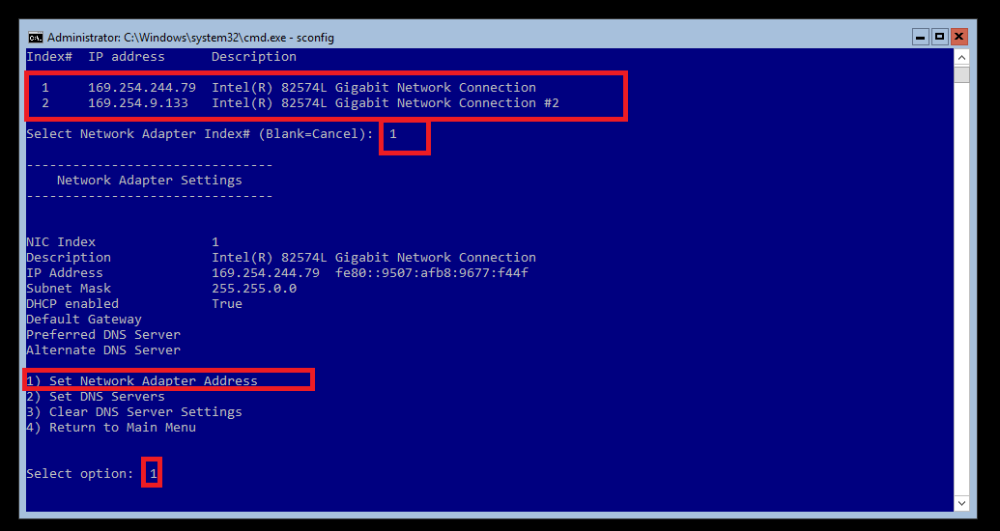 Administrator: C:\Windows\system32\cmd.exe - sconfig
Index#  IP address      Description
1     169.254.244.79  Intel(R) 82574L Gigabit Network Connection
2     169.254.9.133   Intel(R) 82574L Gigabit Network Connection #2
Select Network Adapter Index# (Blank=Cancel):  1
--------------------------------
Network Adapter Settings
--------------------------------
NIC Index               1
Description             Intel(R) 82574L Gigabit Network Connection
IP Address              169.254.244.79  fe80::9507:afb8:9677:f44f
Subnet Mask             255.255.0.0
DHCP enabled            True
Default Gateway
Preferred DNS Server
Alternate DNS Server
1) Set Network Adapter Address
2) Set DNS Servers
3) Clear DNS Server Settings
4) Return to Main Menu
Select option:  1